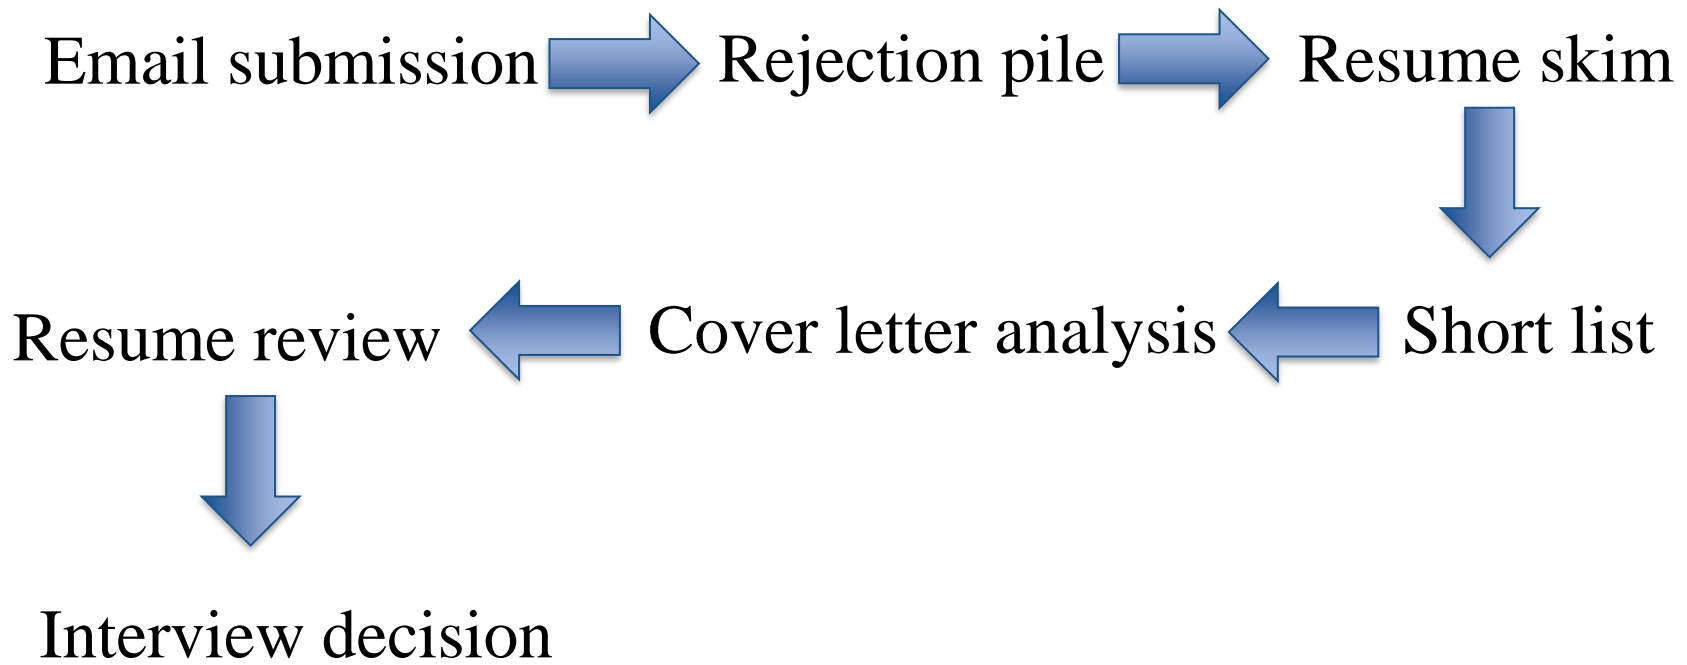 Email submission
Rejection pile
Resume skim
Short list
Cover letter analysis
Resume review
Interview decision